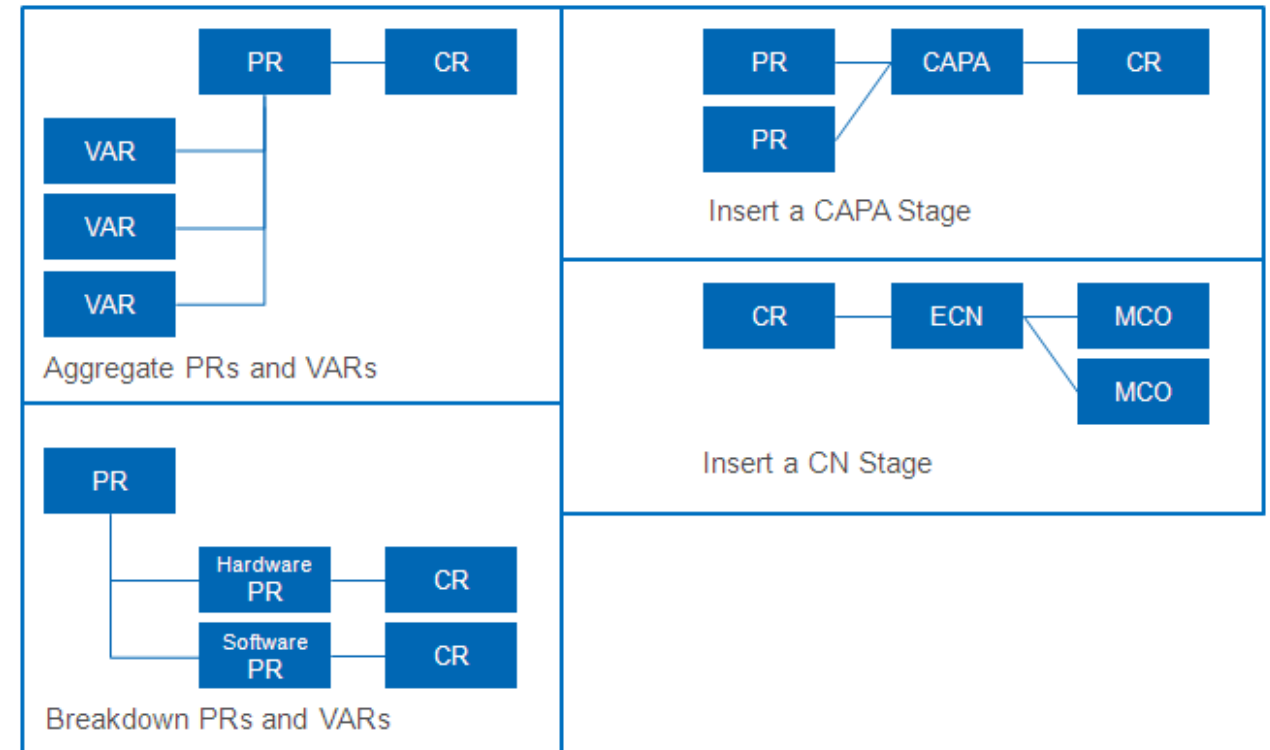 PR
CR
VAR
VAR
VAR
Aggregate PRs and VARs
PR
CAPA
CR
PR
Insert a CAPA Stage
CR
ECN
MCO
MCO
Insert a CN Stage
PR
Hardware
PR
CR
Software
PR
CR
Breakdown PRs and VARs